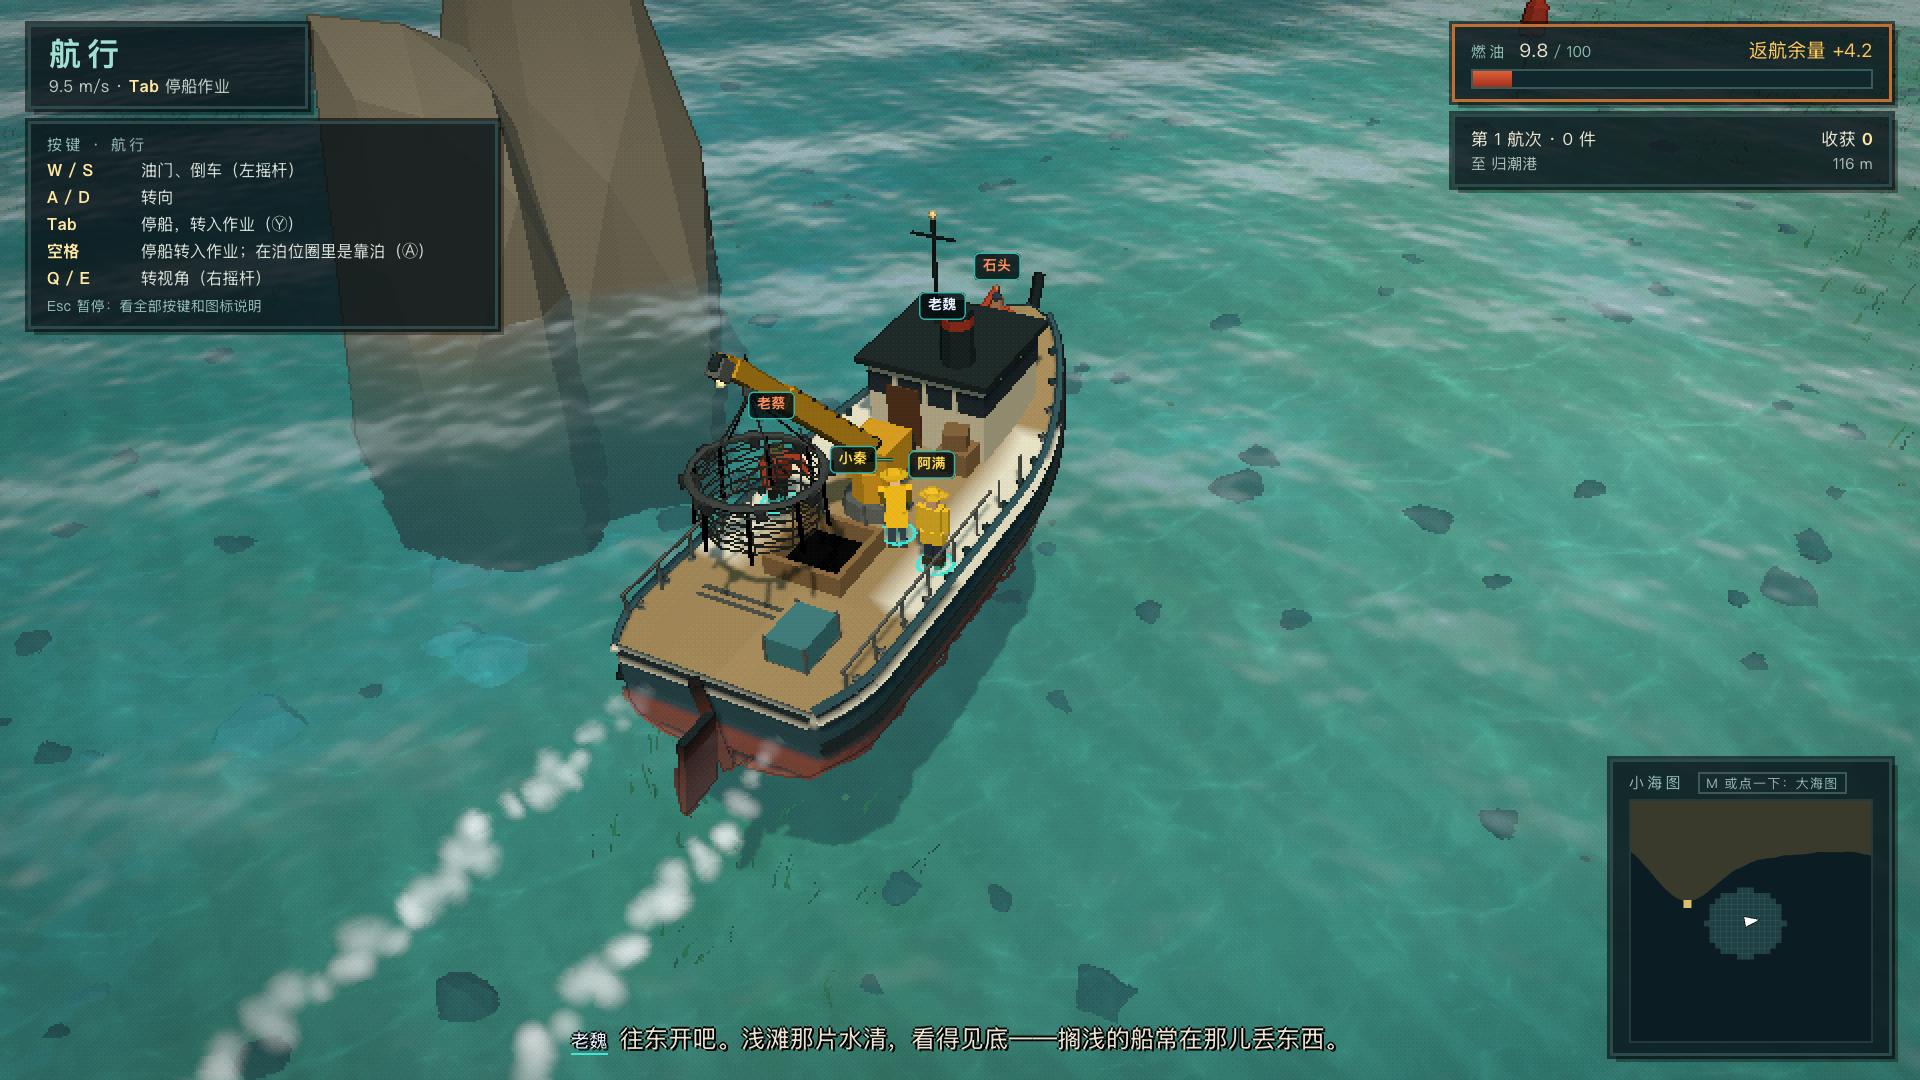 航行
9.5 m/s · Tab 停船作业
按键 · 航行
W / S 油门、倒车（左摇杆）
A / D 转向
Tab 停船，转入作业（Ⓨ）
空格 停船转入作业；在泊位圈里是靠泊（Ⓐ）
Q / E 转视角（右摇杆）
Esc 暂停：看全部按键和图标说明
燃油 9.8 / 100 返航余量 +4.2
第 1 航次 · 0 件 收获 0
至 归潮港 116 m
石头
老魏
老蔡
小秦
阿满
小海图 M 或点一下：大海图
老魏 往东开吧。浅滩那片水清，看得见底——搁浅的船常在那儿丢东西。